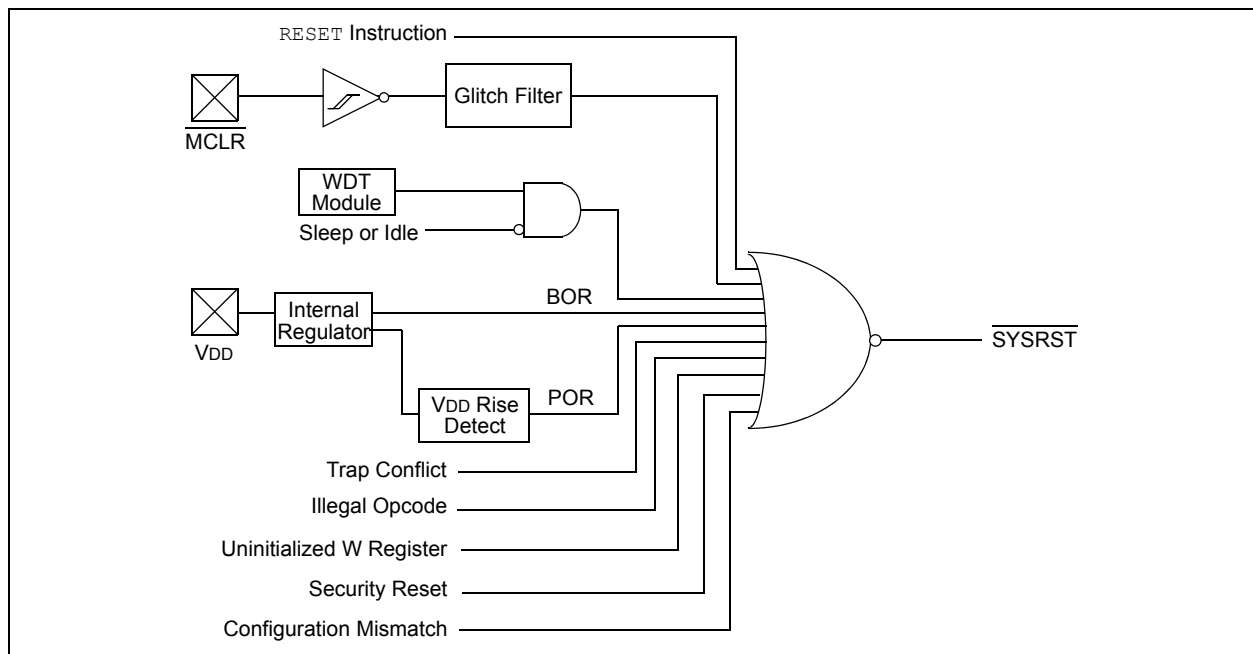 RESET Instruction
Glitch Filter
MCLR
WDT
Module
Sleep or Idle
BOR
Internal
Regulator
VDD
SYSRST
POR
VDD Rise
Detect
Trap Conflict
Illegal Opcode
Uninitialized W Register
Security Reset
Configuration Mismatch